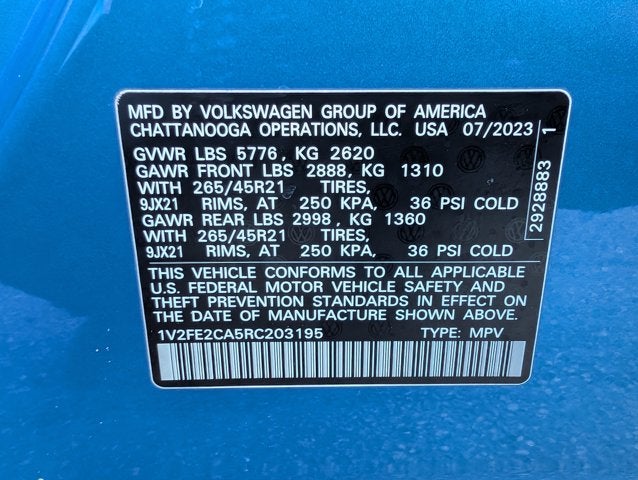 MFD BY VOLKSWAGEN GROUP OF AMERICA
CHATTANOOGA OPERATIONS, LLC. USA 07/2023
GVWR LBS 5776, KG 2620
GAWR FRONT LBS 2888, KG 1310
WITH 265/45R21 TIRES,
9JX21 RIMS, AT 250 KPA, 36 PSI COLD
GAWR REAR LBS 2998, KG 1360
WITH 265/45R21 TIRES,
9JX21 RIMS, AT 250 KPA, 36 PSI COLD
THIS VEHICLE CONFORMS TO ALL APPLICABLE
U.S. FEDERAL MOTOR VEHICLE SAFETY AND
THEFT PREVENTION STANDARDS IN EFFECT ON
THE DATE OF MANUFACTURE SHOWN ABOVE.
1V2FE2CA5RC203195 TYPE: MPV
2928883 1